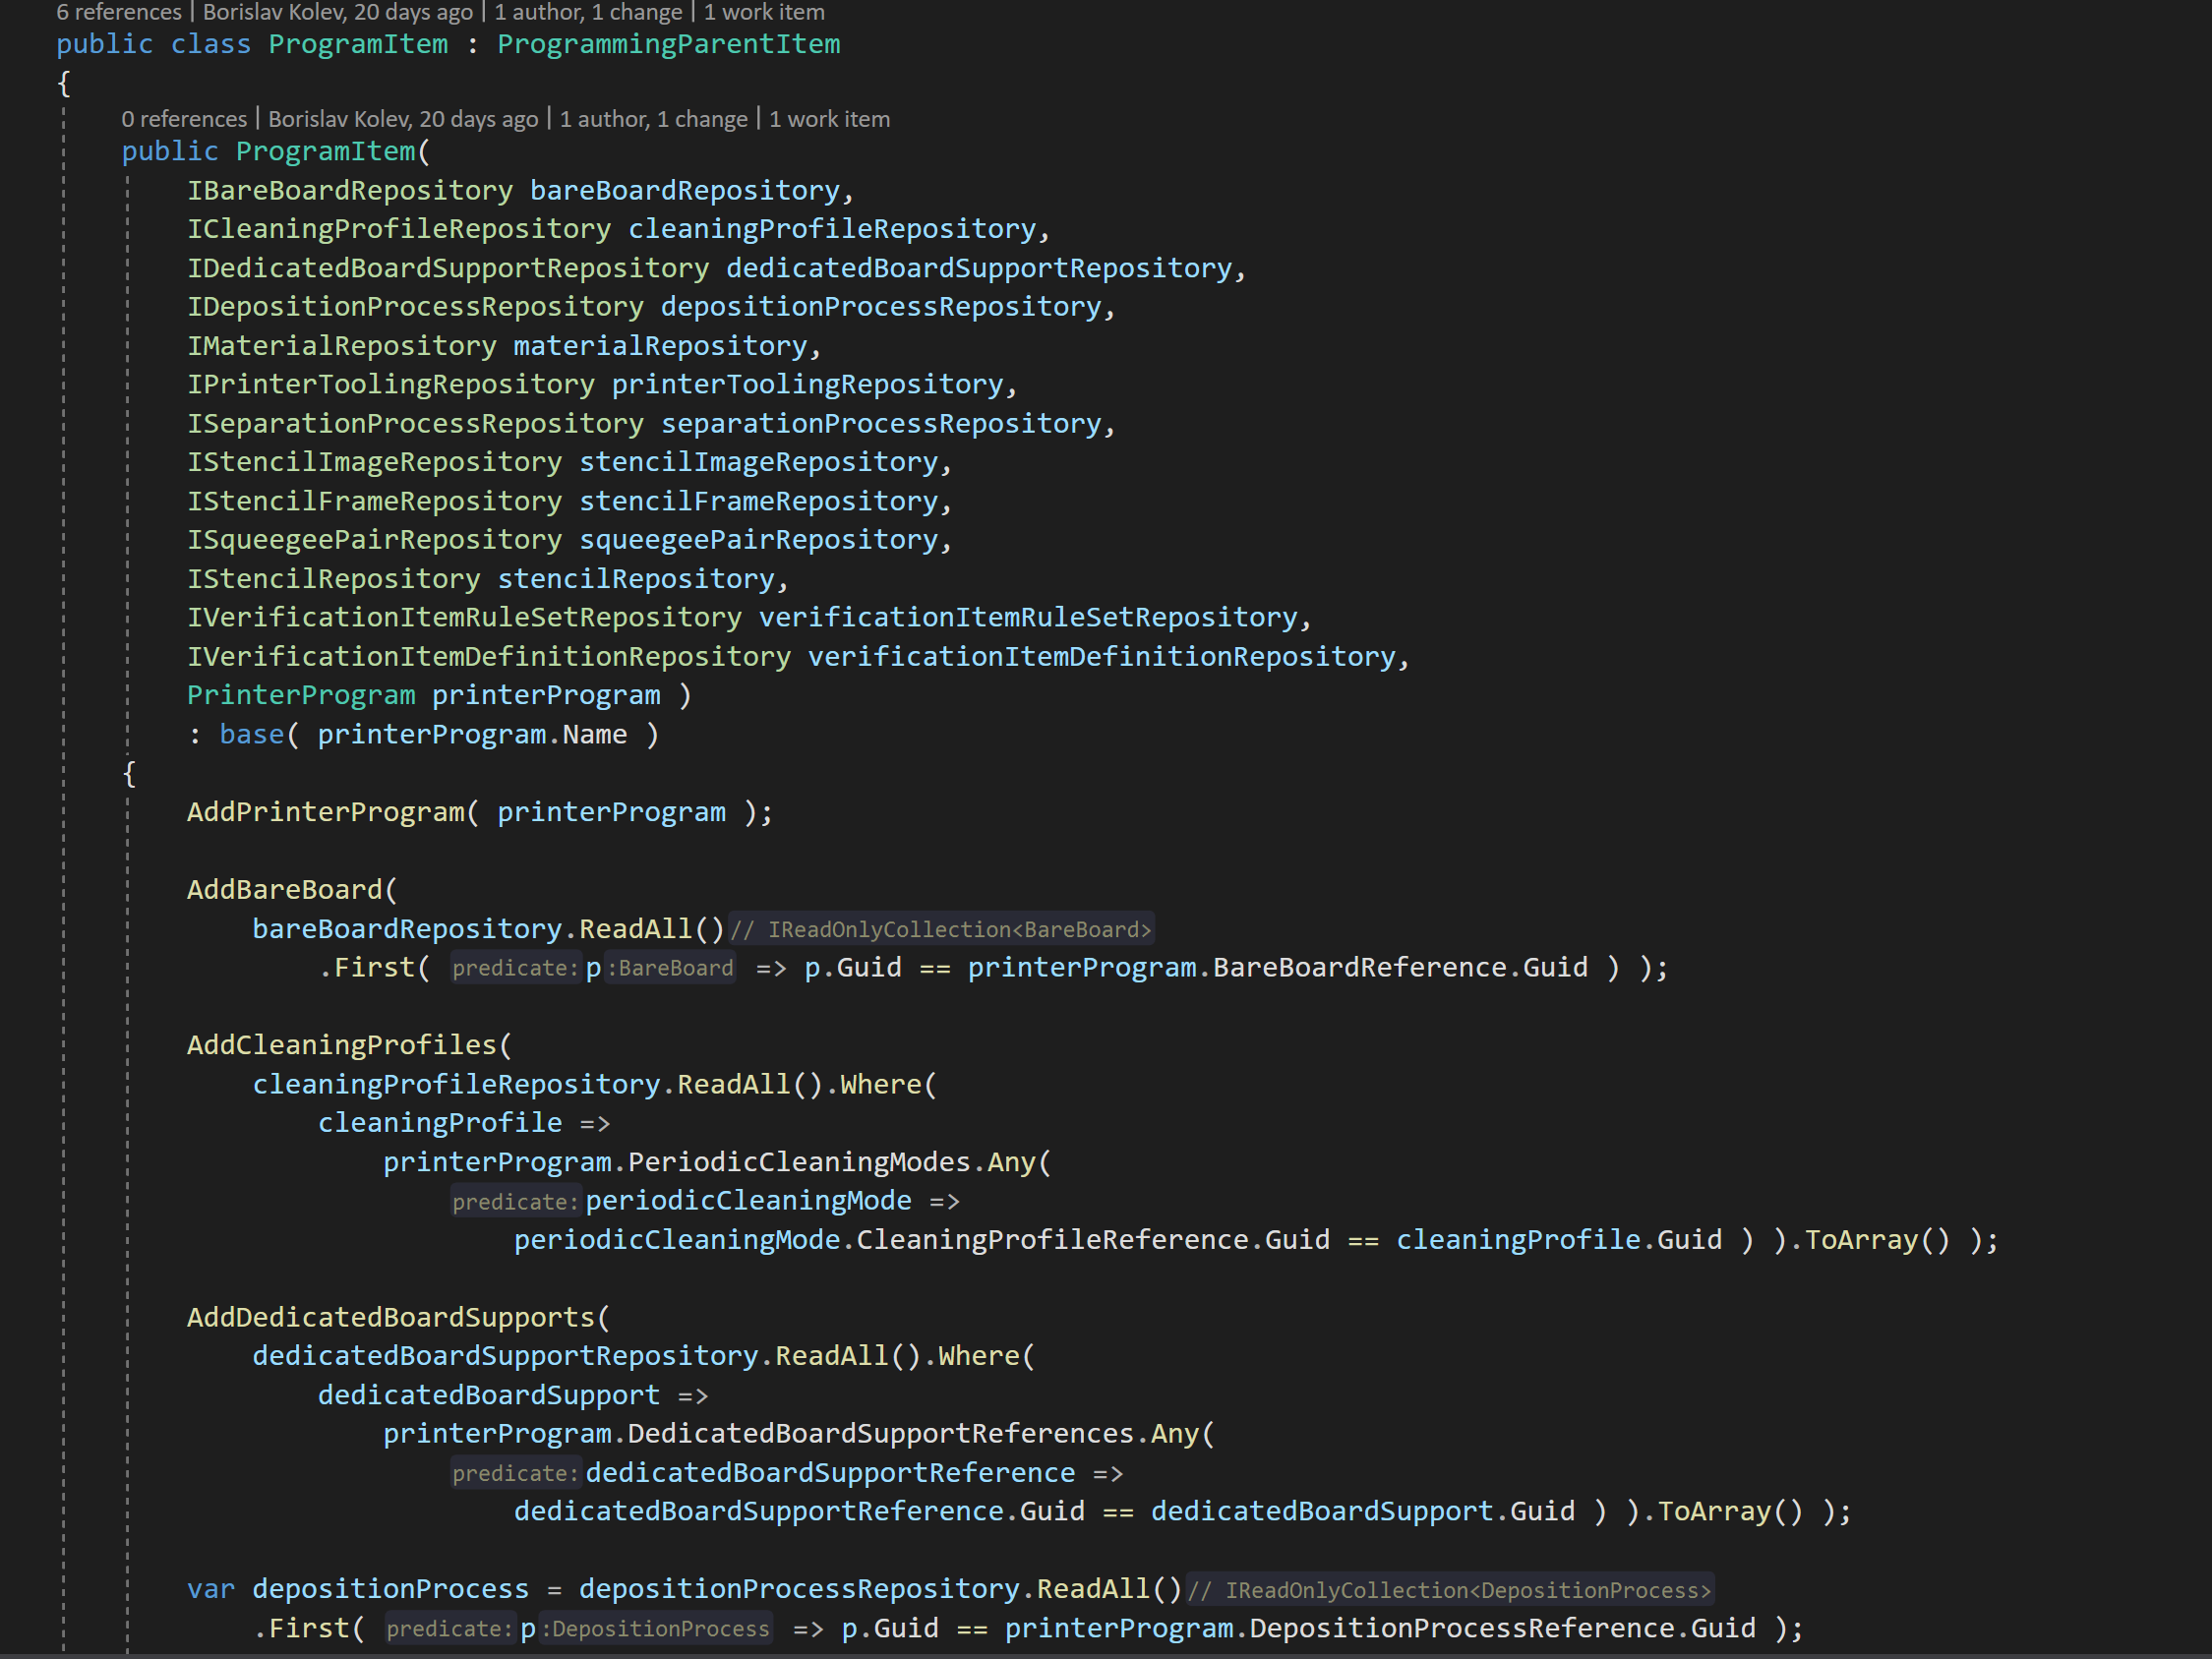 6 references | Borislav Kolev, 20 days ago | 1 author, 1 change | 1 work item
public class ProgramItem : ProgrammingParentItem
{
0 references | Borislav Kolev, 20 days ago | 1 author, 1 change | 1 work item
public ProgramItem(
IBareBoardRepository bareBoardRepository,
ICleaningProfileRepository cleaningProfileRepository,
IDedicatedBoardSupportRepository dedicatedBoardSupportRepository,
IDepositionProcessRepository depositionProcessRepository,
IMaterialRepository materialRepository,
IPrinterToolingRepository printerToolingRepository,
ISeparationProcessRepository separationProcessRepository,
IStencilImageRepository stencilImageRepository,
IStencilFrameRepository stencilFrameRepository,
ISqueegeePairRepository squeegeePairRepository,
IStencilRepository stencilRepository,
IVerificationItemRuleSetRepository verificationItemRuleSetRepository,
IVerificationItemDefinitionRepository verificationItemDefinitionRepository,
PrinterProgram printerProgram )
: base( printerProgram.Name )
{
AddPrinterProgram( printerProgram );
AddBareBoard(
bareBoardRepository.ReadAll() // IReadOnlyCollection<BareBoard>
.First( predicate: p :BareBoard => p.Guid == printerProgram.BareBoardReference.Guid ) );
AddCleaningProfiles(
cleaningProfileRepository.ReadAll().Where(
cleaningProfile =>
printerProgram.PeriodicCleaningModes.Any(
predicate: periodicCleaningMode =>
periodicCleaningMode.CleaningProfileReference.Guid == cleaningProfile.Guid ) ).ToArray() );
AddDedicatedBoardSupports(
dedicatedBoardSupportRepository.ReadAll().Where(
dedicatedBoardSupport =>
printerProgram.DedicatedBoardSupportReferences.Any(
predicate: dedicatedBoardSupportReference =>
dedicatedBoardSupportReference.Guid == dedicatedBoardSupport.Guid ) ).ToArray() );
var depositionProcess = depositionProcessRepository.ReadAll() // IReadOnlyCollection<DepositionProcess>
.First( predicate: p :DepositionProcess => p.Guid == printerProgram.DepositionProcessReference.Guid );